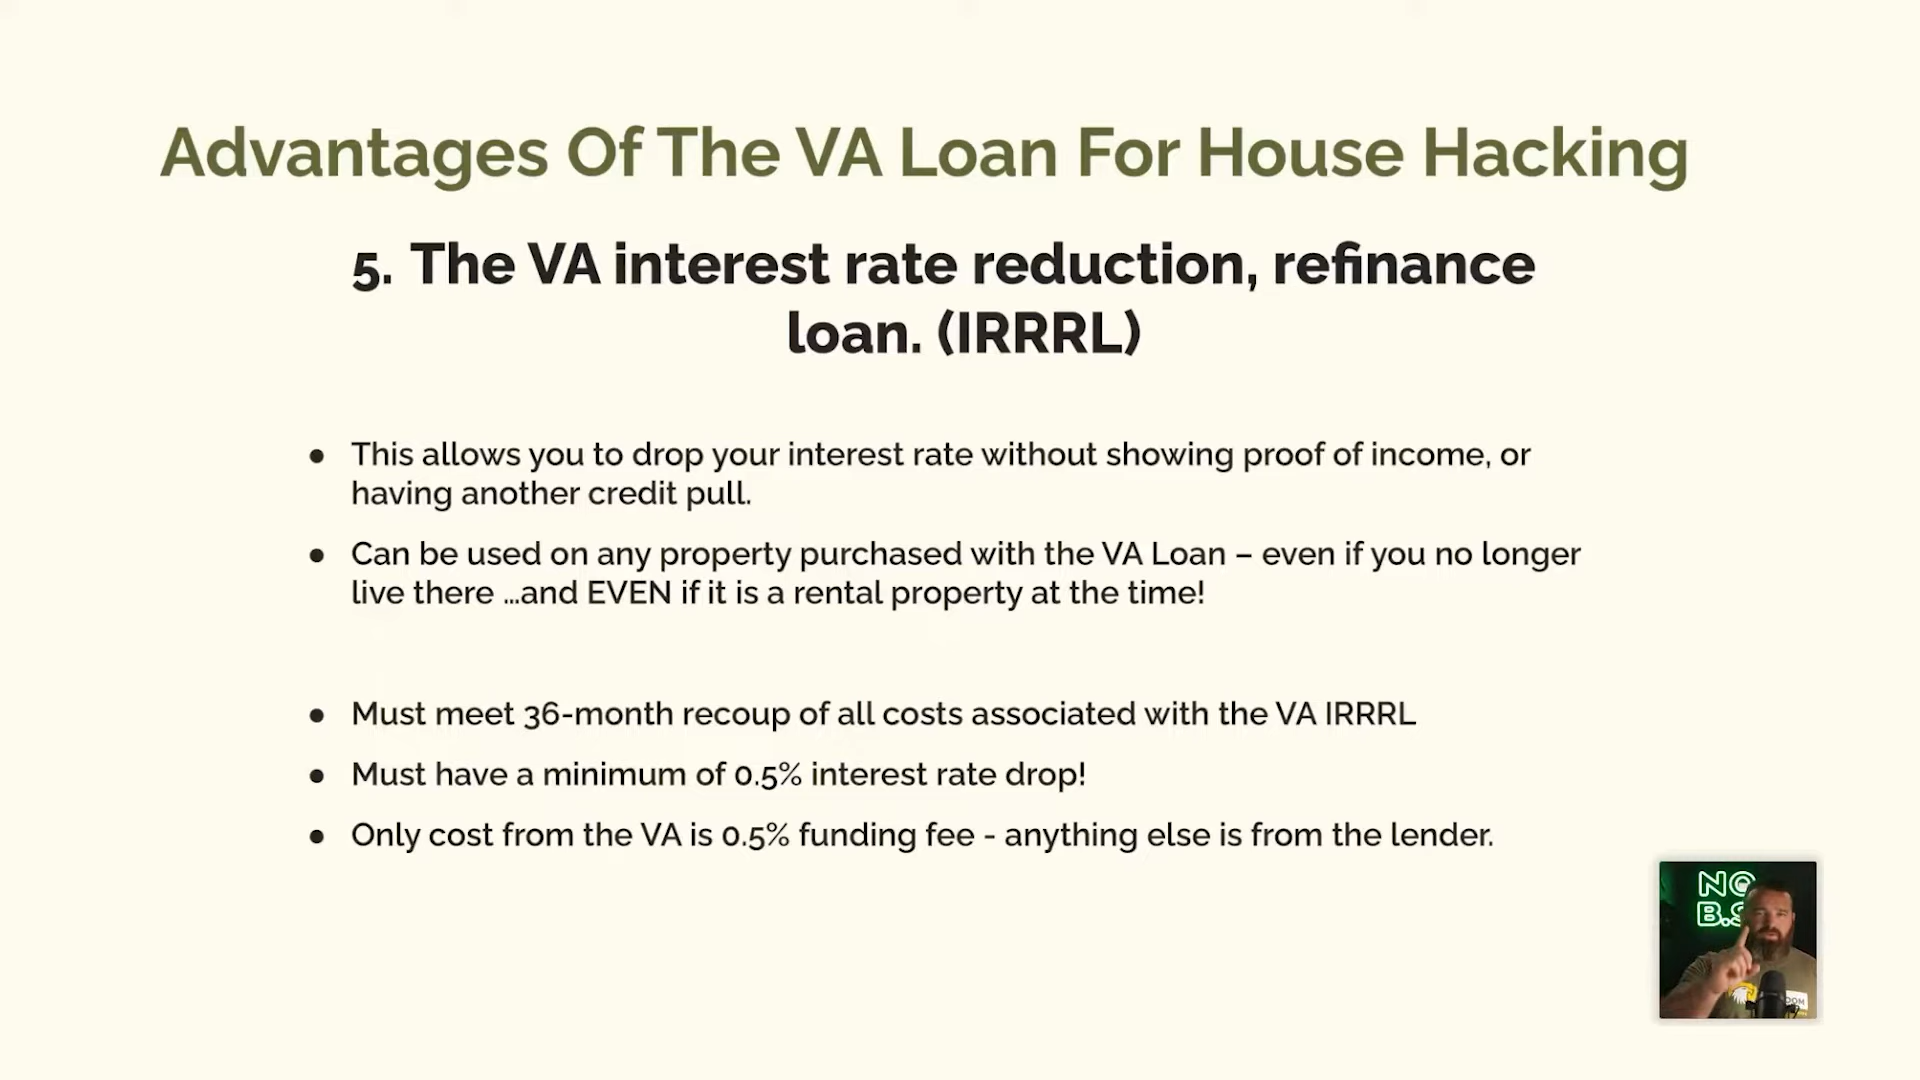 Advantages Of The VA Loan For House Hacking
5. The VA interest rate reduction, refinance
loan. (IRRRL)
● This allows you to drop your interest rate without showing proof of income, or
having another credit pull.
● Can be used on any property purchased with the VA Loan – even if you no longer
live there ...and EVEN if it is a rental property at the time!
● Must meet 36-month recoup of all costs associated with the VA IRRRL
● Must have a minimum of 0.5% interest rate drop!
● Only cost from the VA is 0.5% funding fee - anything else is from the lender.
NO
B.S